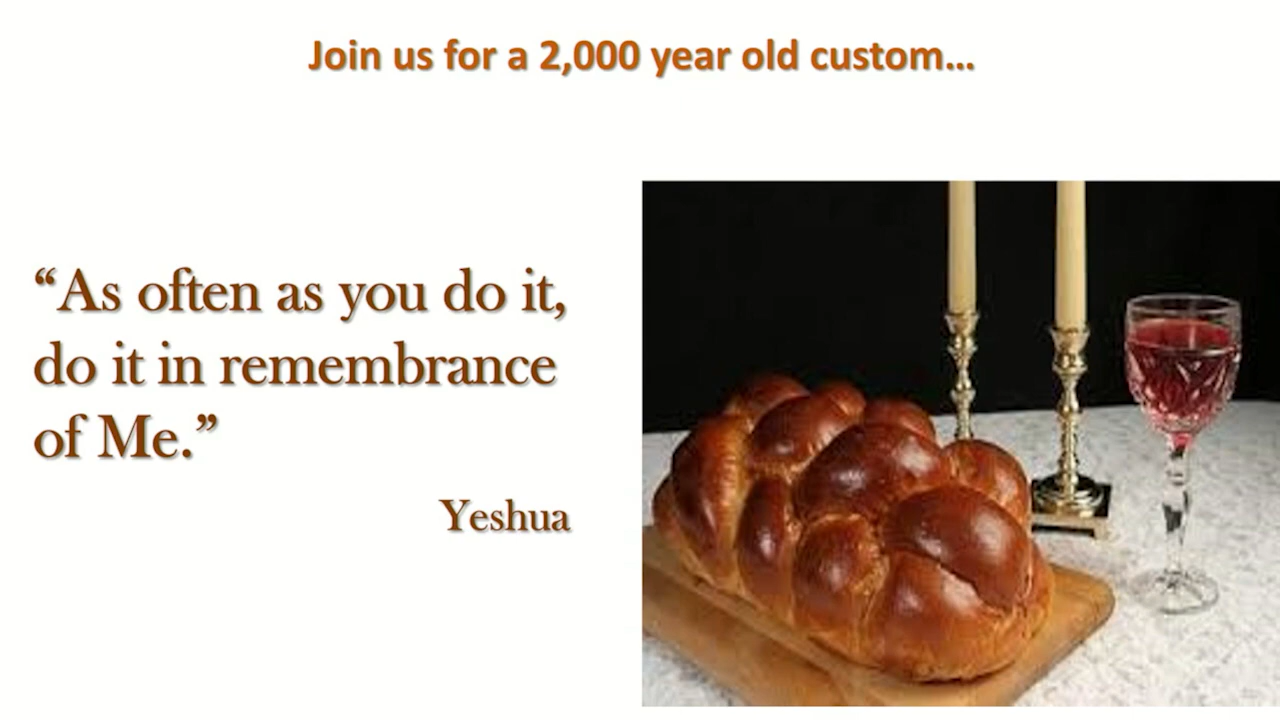 Join us for a 2,000 year old custom...
“As often as you do it,
do it in remembrance
of Me.”
Yeshua